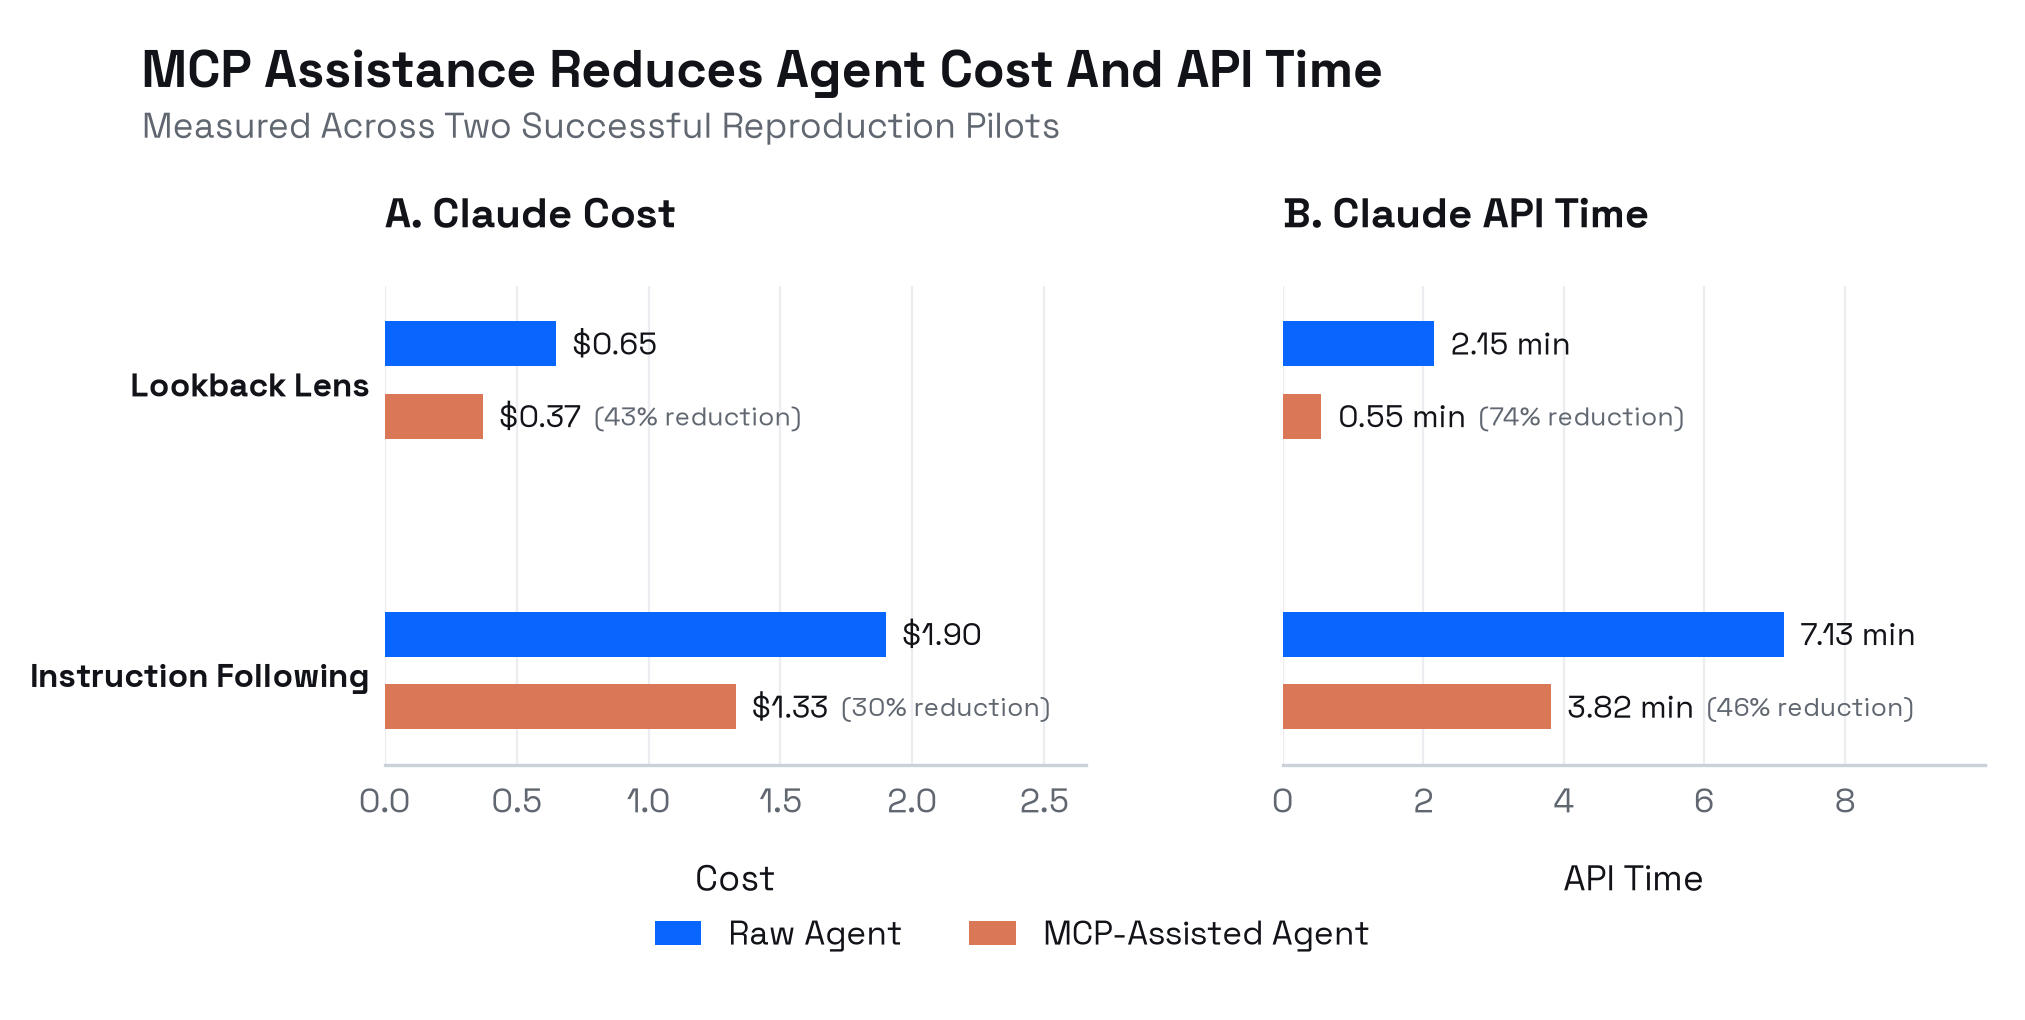 MCP Assistance Reduces Agent Cost And API Time
Measured Across Two Successful Reproduction Pilots
A. Claude Cost
Lookback Lens
$0.65
$0.37 (43% reduction)
Instruction Following
$1.90
$1.33 (30% reduction)
0.0 0.5 1.0 1.5 2.0 2.5
Cost
B. Claude API Time
2.15 min
0.55 min (74% reduction)
7.13 min
3.82 min (46% reduction)
0 2 4 6 8
API Time
Raw Agent
MCP-Assisted Agent